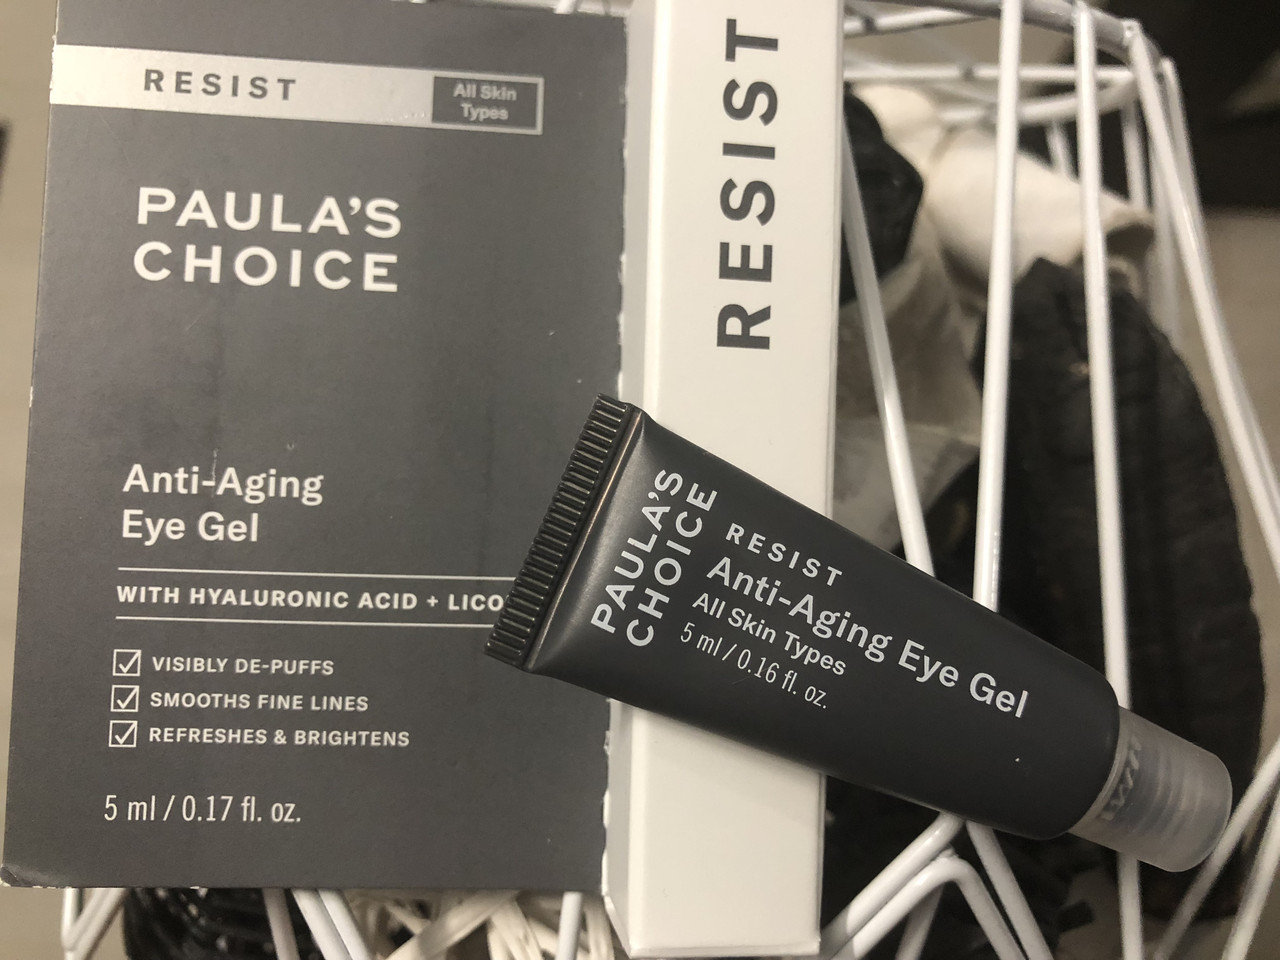 RESIST
All Skin
Types
PAULA'S
CHOICE
Anti-Aging
Eye Gel
WITH HYALURONIC ACID + LICO
VISIBLY DE-PUFFS
SMOOTHS FINE LINES
REFRESHES & BRIGHTENS
5 ml / 0.17 fl. oz.
RESIST
PAULA'S
CHOICE
RESIST
Anti-Aging Eye Gel
All Skin Types
5 ml / 0.16 fl. oz.